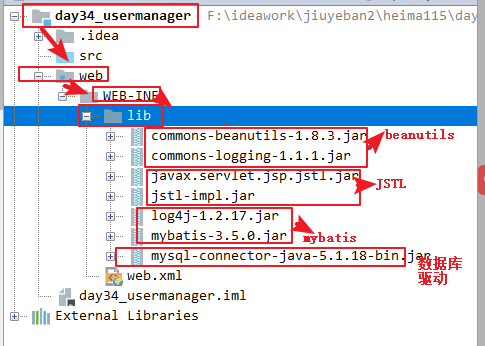 day34_usermanager F:\ideawork\jiuyeban2\heima115\day
.idea
src
web
WEB-INF
lib
commons-beanutils-1.8.3.jar beanutils
commons-logging-1.1.1.jar
javax.servlet.jsp.jstl.jar JSTL
jstl-impl.jar
log4j-1.2.17.jar
mybatis-3.5.0.jar mybatis
mysql-connector-java-5.1.18-bin.jar 数据库
驱动
web.xml
day34_usermanager.iml
External Libraries